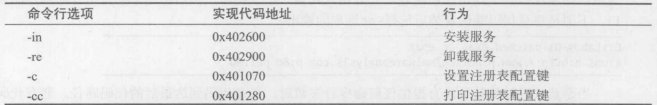 命令行选项 实现代码地址 行为
-in 0x402600 安装服务
-re 0x402900 卸载服务
-c 0x401070 设置注册表配置键
-cc 0x401280 打印注册表配置键